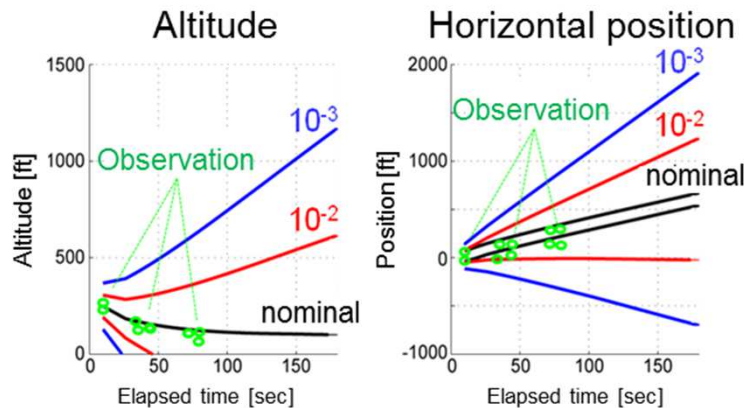 Altitude
Horizontal position
1500
1000
500
0
0
50
100
150
Altitude [ft]
Elapsed time [sec]
Observation
10-3
10-2
nominal
2000
1000
0
-1000
0
50
100
150
Position[ft]
Elapsed time [sec]
Observation
10-3
10-2
nominal